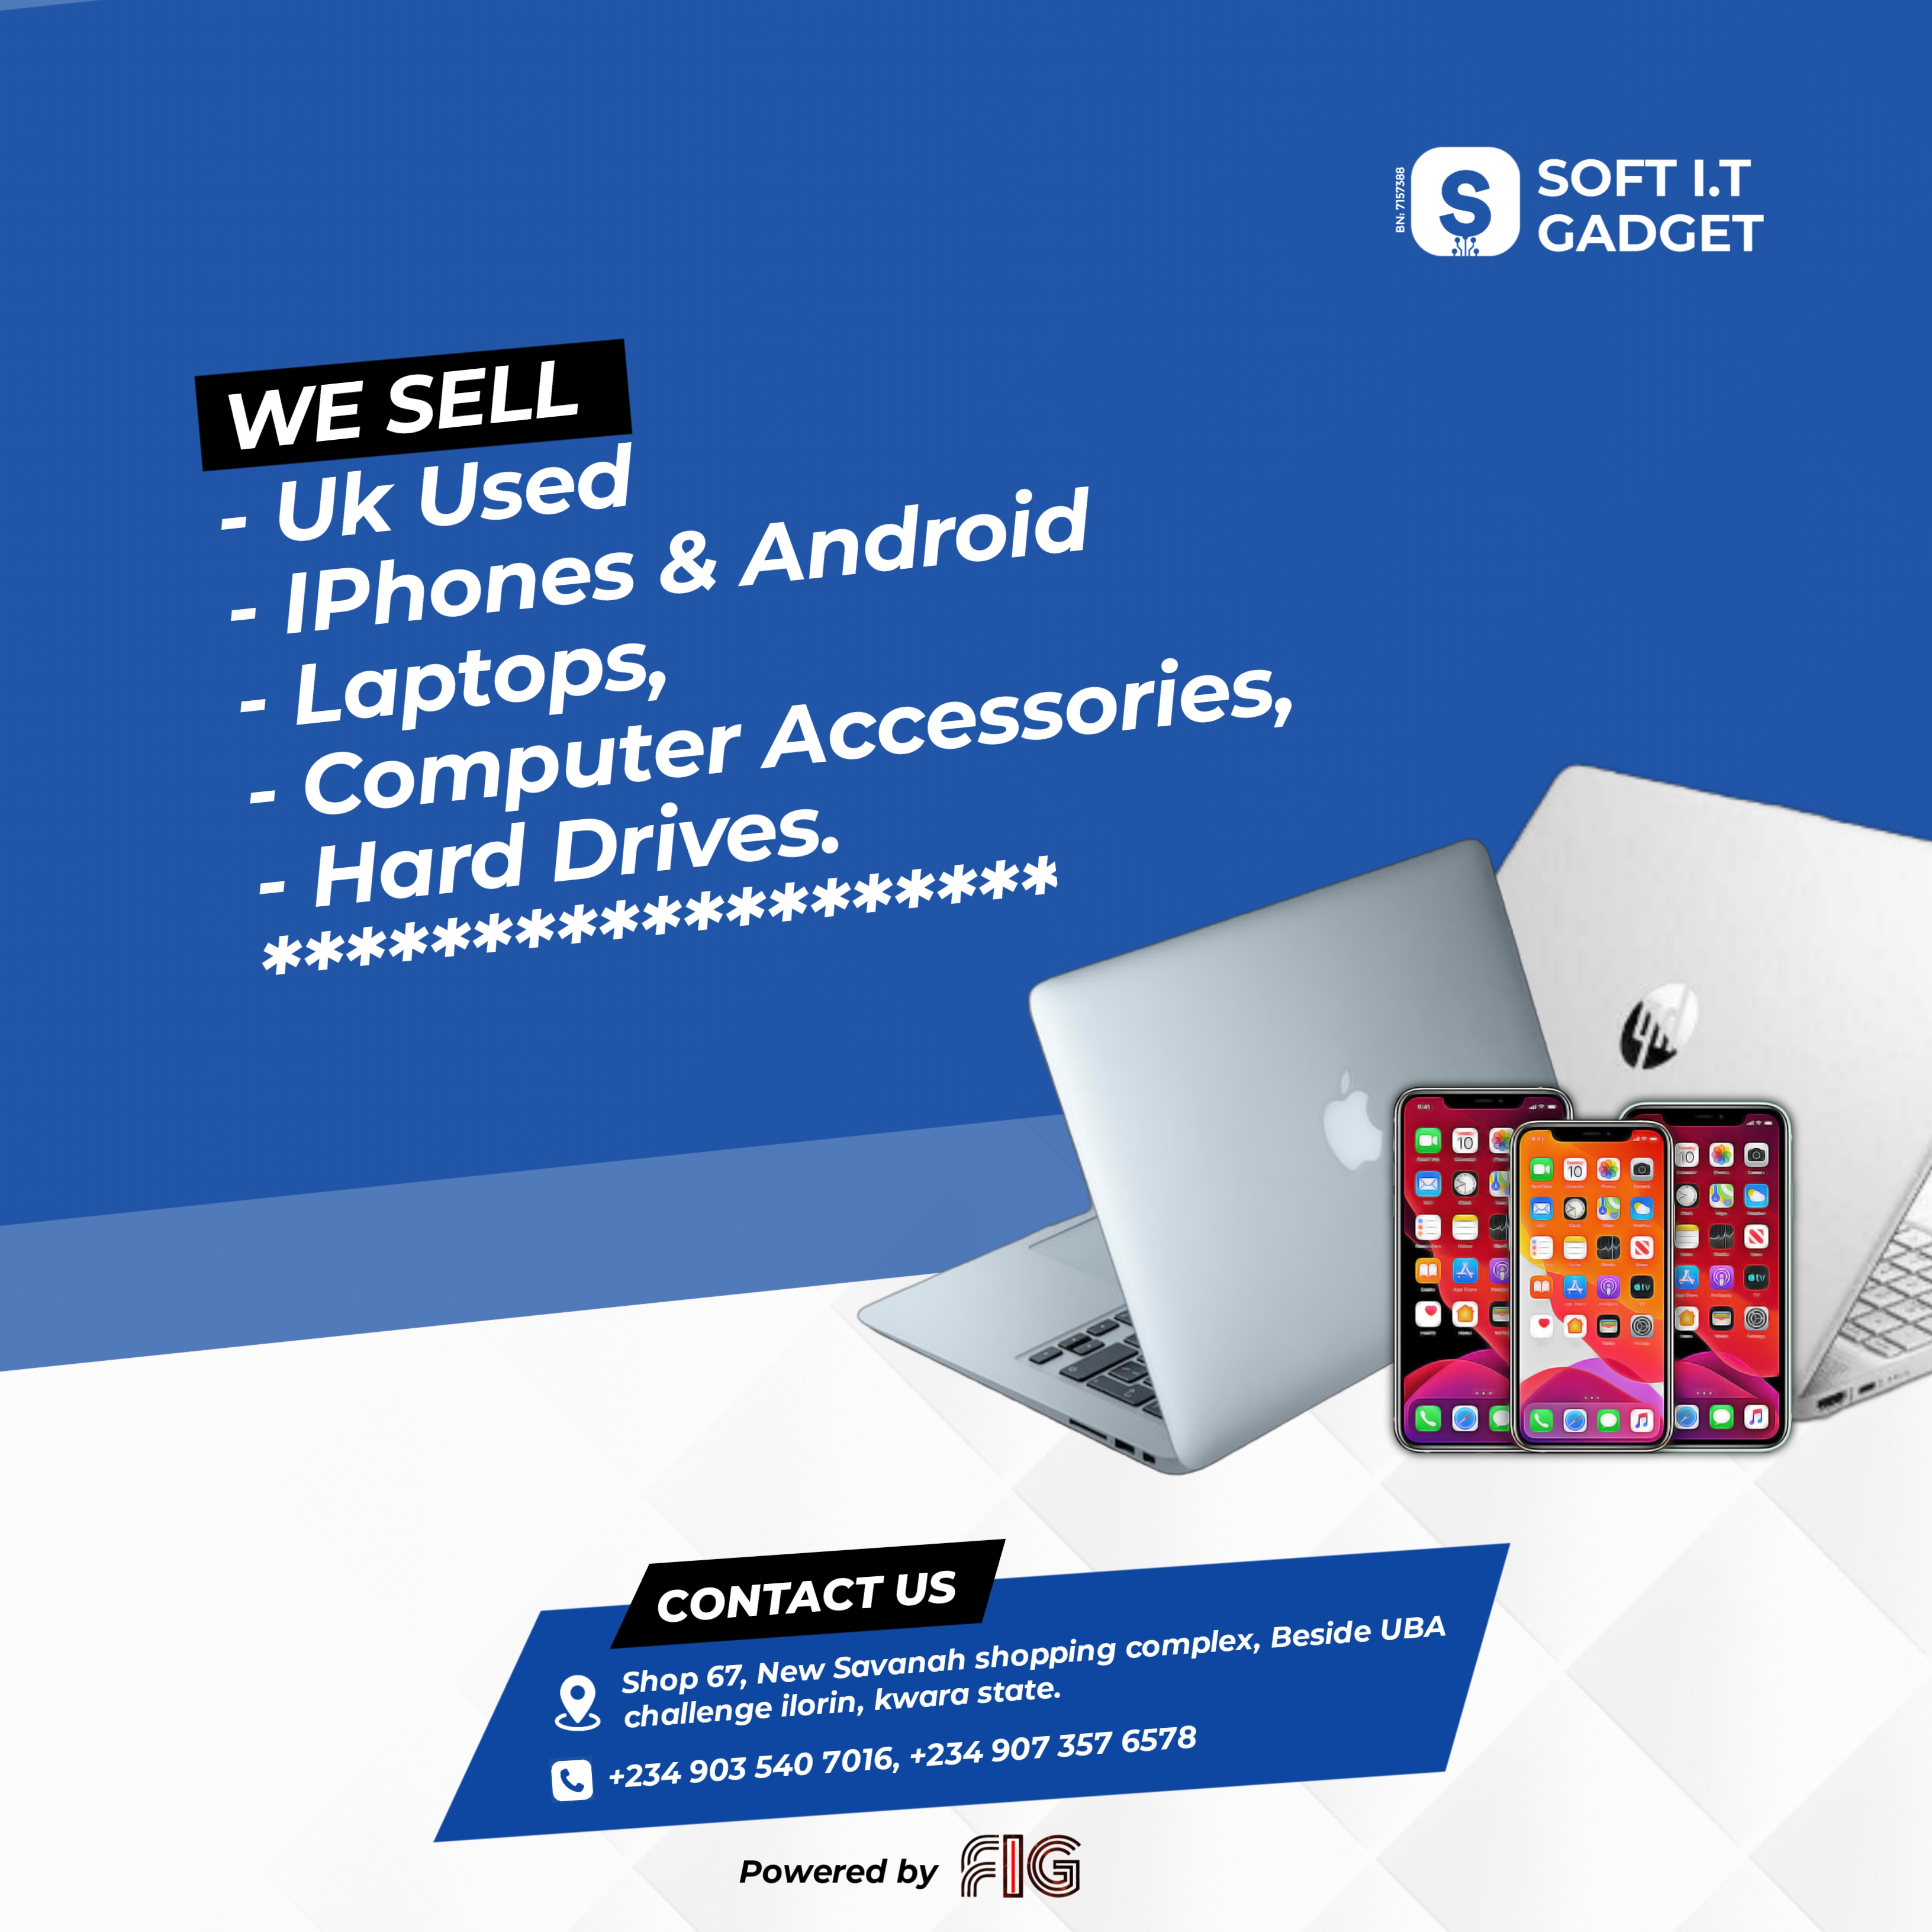 BN: 7157388
S
SOFT I.T
GADGET
WE SELL
- Uk Used
- IPhones & Android
- Laptops,
- Computer Accessories,
- Hard Drives.
*******************
hp
CONTACT US
Shop 67, New Savanah shopping complex, Beside UBA
challenge ilorin, kwara state.
+234 903 540 7016, +234 907 357 6578
Powered by FIG